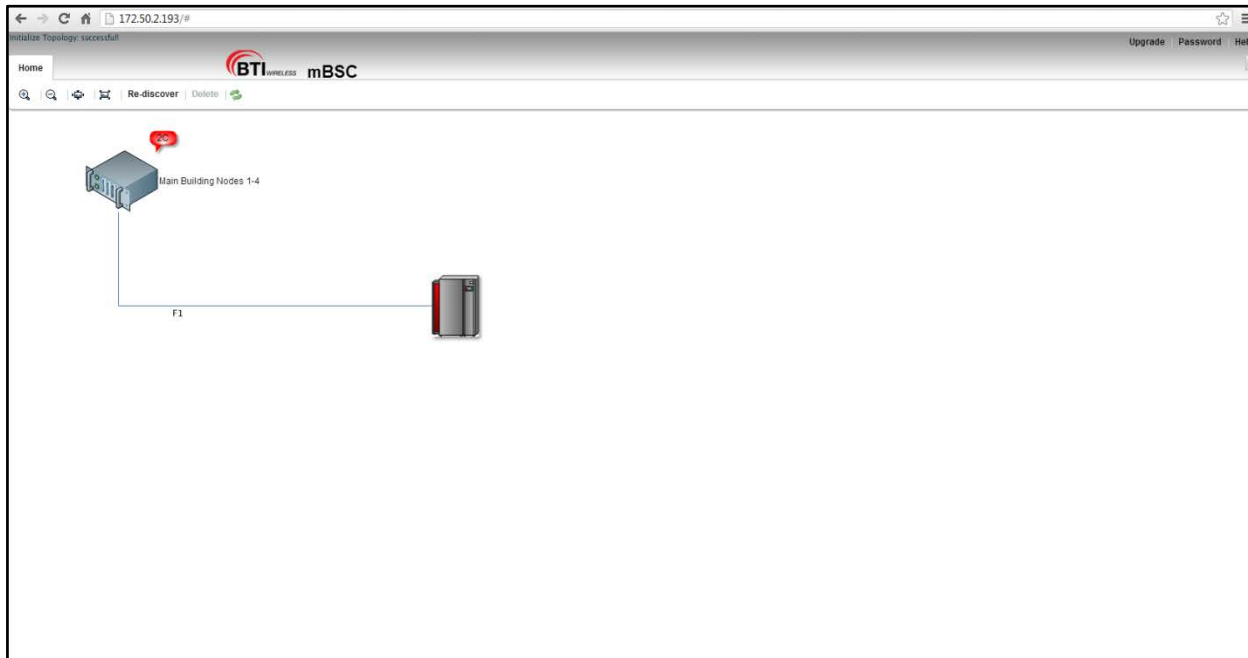 172.50.2.193/#
Initialize Topology: successful!
Upgrade Password Hel
Home
BTI WIRELESS mBSC
Re-discover Delete
Main Building Nodes 1-4
F1